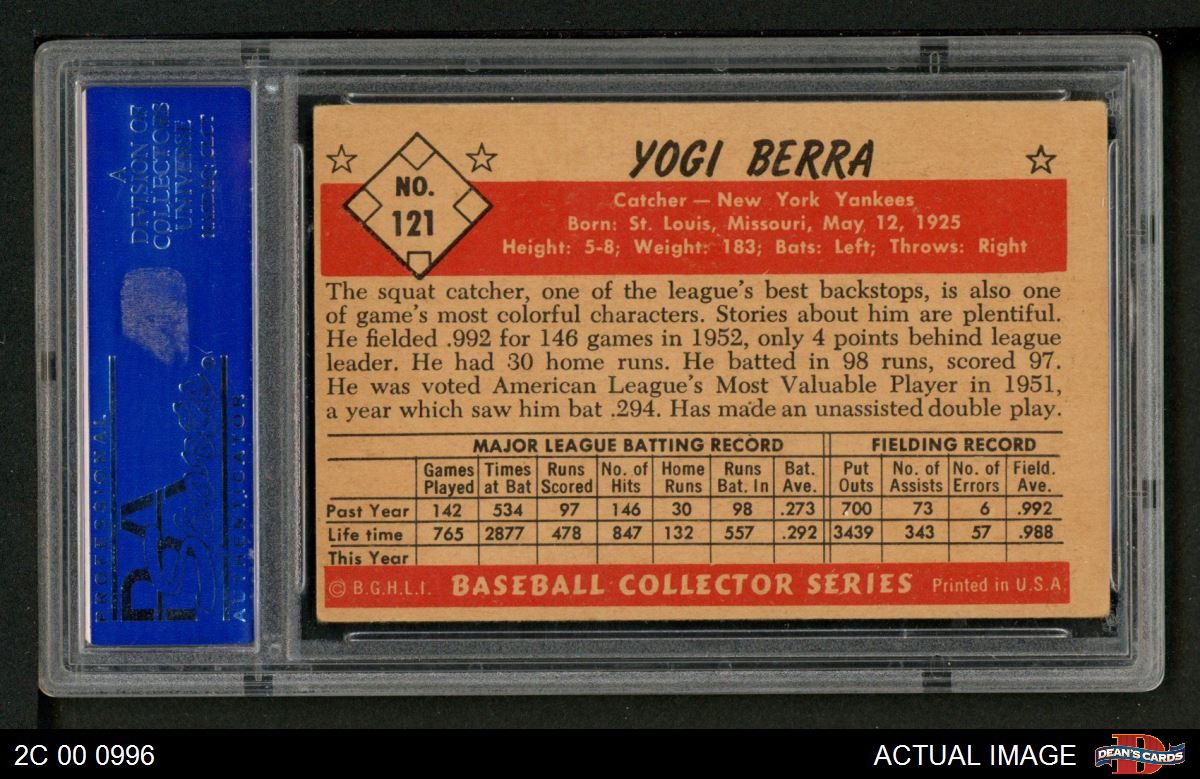 A
DIVISION OF
COLLECTORS
UNIVERSE
PROFESSIONAL
PSA
AUTHENTICATOR
YOGI BERRA
NO.
121
Catcher — New York Yankees
Born: St. Louis, Missouri, May 12, 1925
Height: 5-8; Weight: 183; Bats: Left; Throws: Right
The squat catcher, one of the league's best backstops, is also one
of game's most colorful characters. Stories about him are plentiful.
He fielded .992 for 146 games in 1952, only 4 points behind league
leader. He had 30 home runs. He batted in 98 runs, scored 97.
He was voted American League's Most Valuable Player in 1951,
a year which saw him bat .294. Has made an unassisted double play.
MAJOR LEAGUE BATTING RECORD FIELDING RECORD
Games Times Runs No. of Home Runs Bat. Put No. of No. of Field.
Played at Bat Scored Hits Runs Bat. In Ave. Outs Assists Errors Ave.
Past Year 142 534 97 146 30 98 .273 700 73 6 .992
Life time 765 2877 478 847 132 557 .292 3439 343 57 .988
This Year
© B.G.H.L.I. BASEBALL COLLECTOR SERIES Printed in U.S.A.
2C 00 0996
ACTUAL IMAGE
DEAN'S CARDS